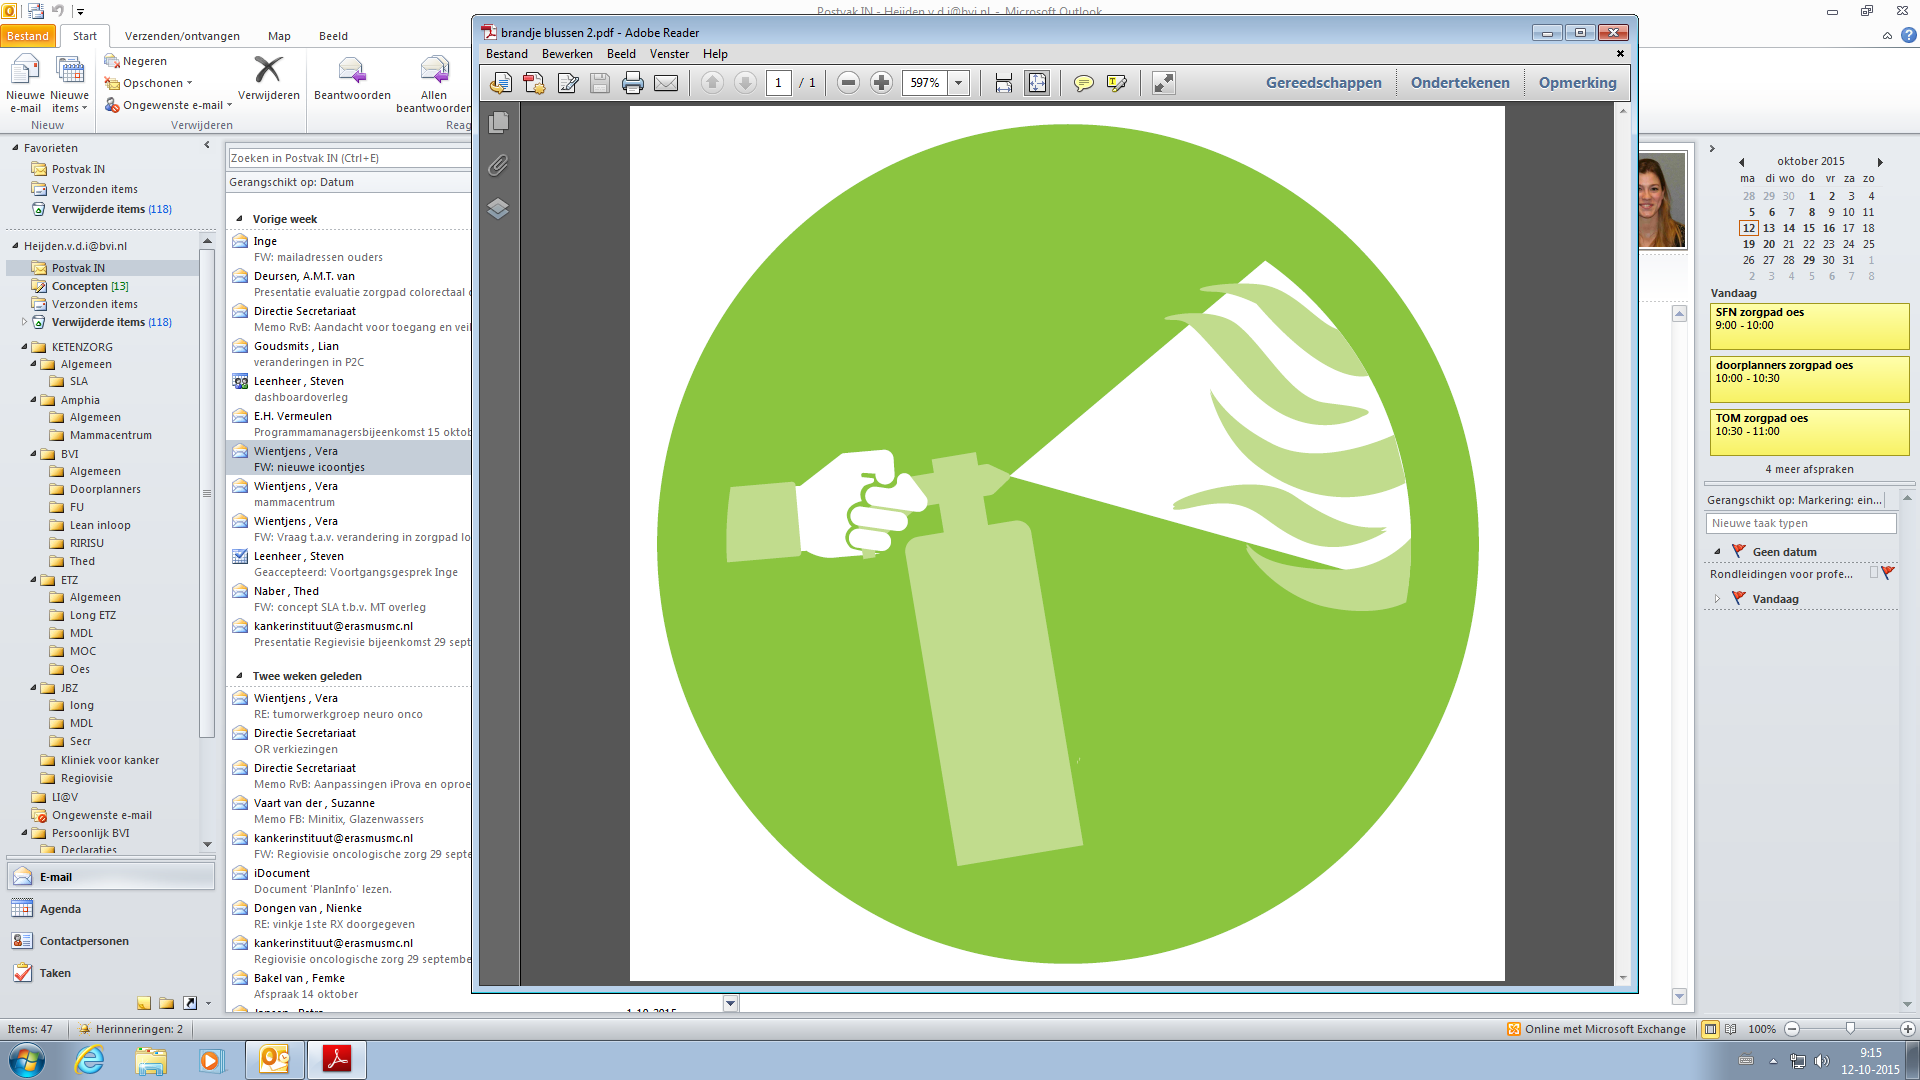 Postvak IN - Heijden.v.d.i@bvi.nl - Microsoft Outlook
Bestand
Start
Verzenden/ontvangen
Map
Beeld
Nieuwe e-mail
Nieuwe items
Nieuw
Negeren
Opschonen
Ongewenste e-mail
Verwijderen
Verwijderen
Beantwoorden
Allen beantwoorden
Reag
brandje blussen 2.pdf - Adobe Reader
Bestand Bewerken Beeld Venster Help
1 / 1
597%
Gereedschappen
Ondertekenen
Opmerking
Favorieten
Postvak IN
Verzonden items
Verwijderde items (118)
Heijden.v.d.i@bvi.nl
Postvak IN
Concepten [13]
Verzonden items
Verwijderde items (118)
KETENZORG
Algemeen
SLA
Amphia
Algemeen
Mammacentrum
BVI
Algemeen
Doorplanners
FU
Lean inloop
RIRISU
Thed
ETZ
Algemeen
Long ETZ
MDL
MOC
Oes
JBZ
long
MDL
Secr
Kliniek voor kanker
Regiovisie
LI@V
Ongewenste e-mail
Persoonlijk BVI
Declaraties
E-mail
Agenda
Contactpersonen
Taken
Zoeken in Postvak IN (Ctrl+E)
Gerangschikt op: Datum
Vorige week
Inge
FW: mailadressen ouders
Deursen, A.M.T. van
Presentatie evaluatie zorgpad colorectaal
Directie Secretariaat
Memo RvB: Aandacht voor toegang en veil
Goudsmits , Lian
veranderingen in P2C
Leenheer , Steven
dashboardoverleg
E.H. Vermeulen
Programmamanagersbijeenkomst 15 oktob
Wientjens , Vera
FW: nieuwe icoontjes
Wientjens , Vera
mammacentrum
Wientjens , Vera
FW: Vraag t.a.v. verandering in zorgpad lo
Leenheer , Steven
Geaccepteerd: Voortgangsgesprek Inge
Naber , Thed
FW: concept SLA t.b.v. MT overleg
kankerinstituut@erasmusmc.nl
Presentatie Regievisie bijeenkomst 29 sept
Twee weken geleden
Wientjens , Vera
RE: tumorwerkgroep neuro onco
Directie Secretariaat
OR verkiezingen
Directie Secretariaat
Memo RvB: Aanpassingen iProva en oproe
Vaart van der , Suzanne
Memo FB: Minitix, Glazenwassers
kankerinstituut@erasmusmc.nl
FW: Regiovisie oncologische zorg 29 septe
iDocument
Document 'PlanInfo' lezen.
Dongen van , Nienke
RE: vinkje 1ste RX doorgegeven
kankerinstituut@erasmusmc.nl
Regiovisie oncologische zorg 29 septembe
Bakel van , Femke
Afspraak 14 oktober
oktober 2015
ma di wo do vr za zo
28 29 30 1 2 3 4
5 6 7 8 9 10 11
12 13 14 15 16 17 18
19 20 21 22 23 24 25
26 27 28 29 30 31 1
2 3 4 5 6 7 8
Vandaag
SFN zorgpad oes
9:00 - 10:00
doorplanners zorgpad oes
10:00 - 10:30
TOM zorgpad oes
10:30 - 11:00
4 meer afspraken
Gerangschikt op: Markering: ein...
Nieuwe taak typen
Geen datum
Rondleidingen voor profe...
Vandaag
Items: 47
Herinneringen: 2
Online met Microsoft Exchange
100%
9:15
12-10-2015